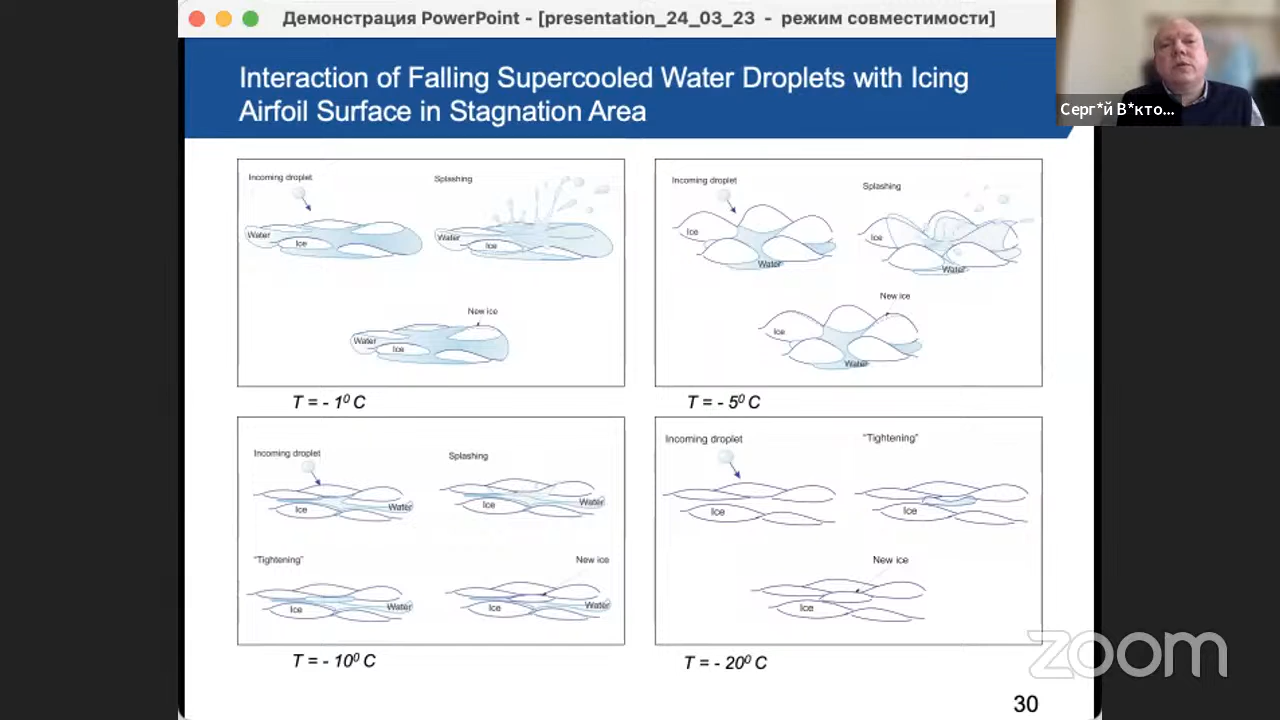 Демонстрация PowerPoint - [presentation_24_03_23 - режим совместимости]
Серг*й В*кто...
Interaction of Falling Supercooled Water Droplets with Icing
Airfoil Surface in Stagnation Area
Incoming droplet
Splashing
Water
Ice
Water
Ice
New ice
Water
Ice
T = - 1⁰ C
Incoming droplet
Splashing
Ice
Water
Ice
Water
New ice
Ice
Water
T = - 5⁰ C
Incoming droplet
Splashing
Ice
Water
Ice
Water
"Tightening"
New ice
Ice
Water
Ice
Water
T = - 10⁰ C
Incoming droplet
"Tightening"
Ice
Ice
New ice
Ice
T = - 20⁰ C
zoom
30